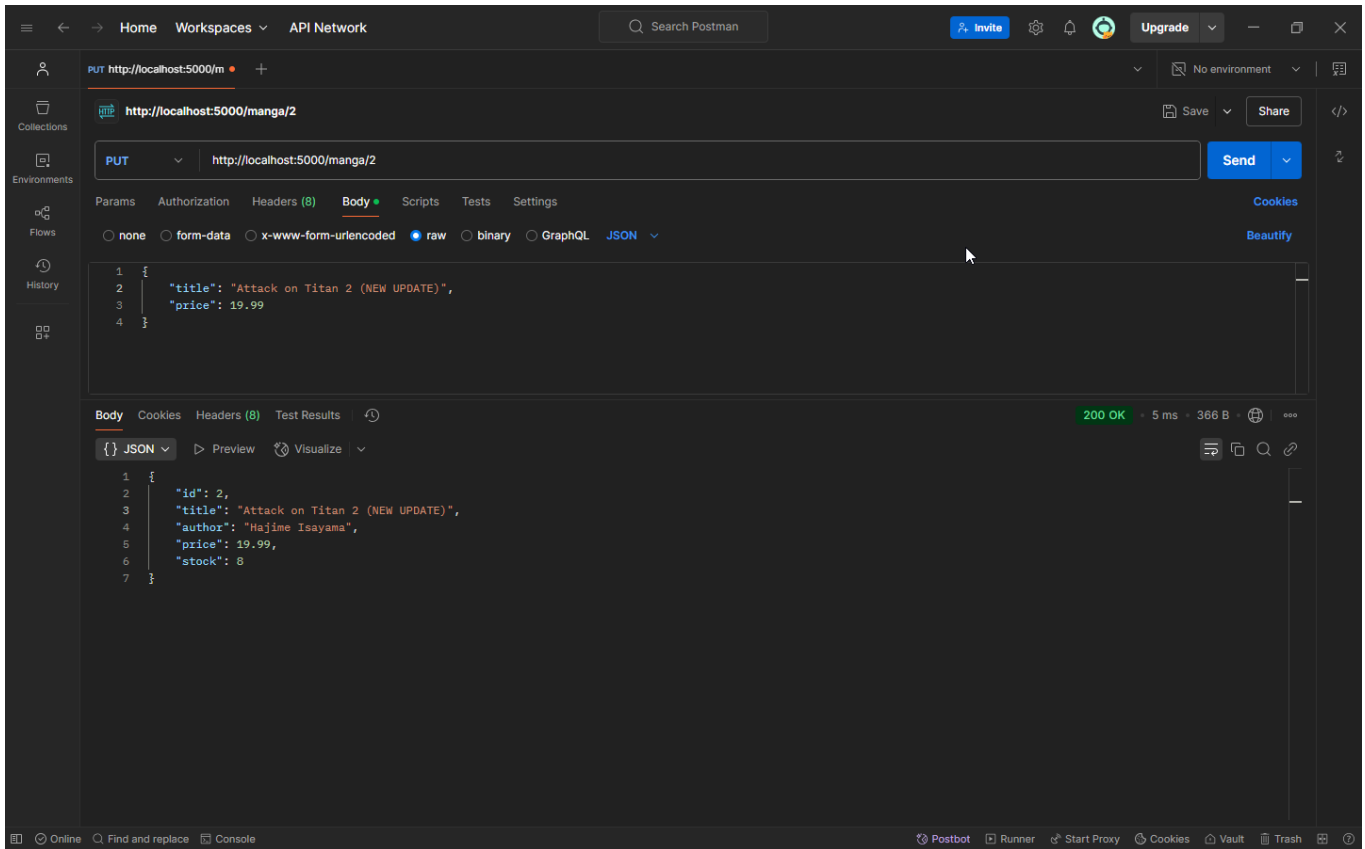 Home Workspaces API Network Search Postman Invite Upgrade
PUT http://localhost:5000/m No environment
HTTP http://localhost:5000/manga/2 Save Share
Collections
PUT http://localhost:5000/manga/2 Send
Environments
Params Authorization Headers (8) Body Scripts Tests Settings Cookies
Flows
none form-data x-www-form-urlencoded raw binary GraphQL JSON Beautify
History
1 {
2 "title": "Attack on Titan 2 (NEW UPDATE)",
3 "price": 19.99
4 }
Body Cookies Headers (8) Test Results 200 OK 5 ms 366 B
{} JSON Preview Visualize
1 {
2 "id": 2,
3 "title": "Attack on Titan 2 (NEW UPDATE)",
4 "author": "Hajime Isayama",
5 "price": 19.99,
6 "stock": 8
7 }
Online Find and replace Console Postbot Runner Start Proxy Cookies Vault Trash